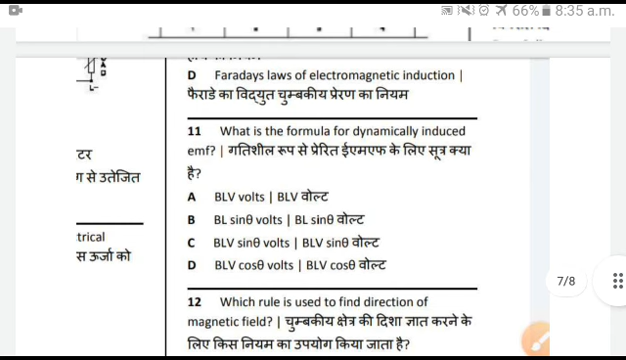 66% 8:35 a.m.
L-
D Faradays laws of electromagnetic induction |
फैराडे का विद्युत चुम्बकीय प्रेरण का नियम
टर
ग से उतेजित
trical
स ऊर्जा को
11 What is the formula for dynamically induced
emf? | गतिशील रूप से प्रेरित ईएमएफ के लिए सूत्र क्या
है?
A BLV volts | BLV वोल्ट
B BL sinθ volts | BL sinθ वोल्ट
C BLV sinθ volts | BLV sinθ वोल्ट
D BLV cosθ volts | BLV cosθ वोल्ट
7/8
12 Which rule is used to find direction of
magnetic field? | चुम्बकीय क्षेत्र की दिशा ज्ञात करने के
लिए किस नियम का उपयोग किया जाता है?